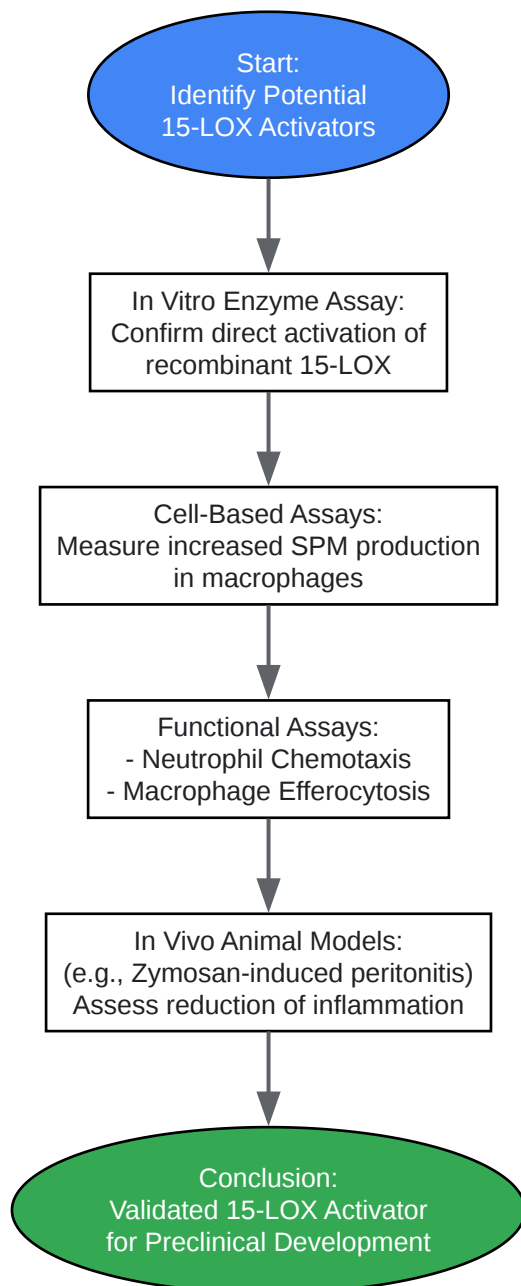 Start:
Identify Potential
15-LOX Activators
In Vitro Enzyme Assay:
Confirm direct activation of
recombinant 15-LOX
Cell-Based Assays:
Measure increased SPM production
in macrophages
Functional Assays:
- Neutrophil Chemotaxis
- Macrophage Efferocytosis
In Vivo Animal Models:
(e.g., Zymosan-induced peritonitis)
Assess reduction of inflammation
Conclusion:
Validated 15-LOX Activator
for Preclinical Development